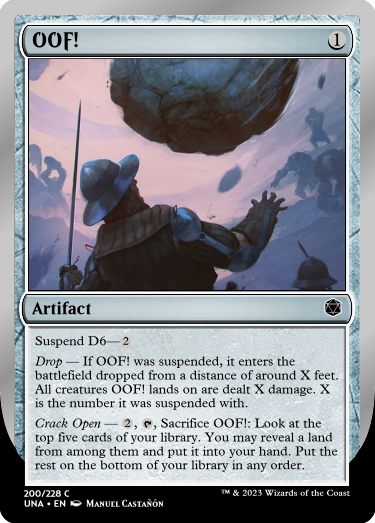 OOF! 1
Artifact
Suspend D6—2
Drop — If OOF! was suspended, it enters the
battlefield dropped from a distance of around X feet.
All creatures OOF! lands on are dealt X damage. X
is the number it was suspended with.
Crack Open — 2, , Sacrifice OOF!: Look at the
top five cards of your library. You may reveal a land
from among them and put it into your hand. Put the
rest on the bottom of your library in any order.
200/228 C
UNA • EN Manuel Castañón
™ & 2023 Wizards of the Coast